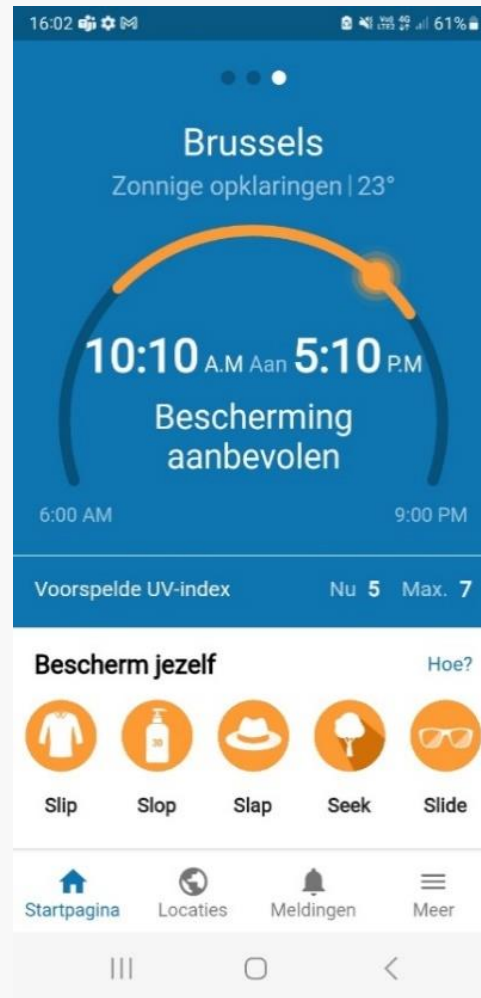 16:02 61%
Brussels
Zonnige opklaringen | 23°
10:10 A.M Aan 5:10 P.M
Bescherming
aanbevolen
6:00 AM 9:00 PM
Voorspelde UV-index Nu 5 Max. 7
Bescherm jezelf Hoe?
30
Slip Slop Slap Seek Slide
Startpagina Locaties Meldingen Meer